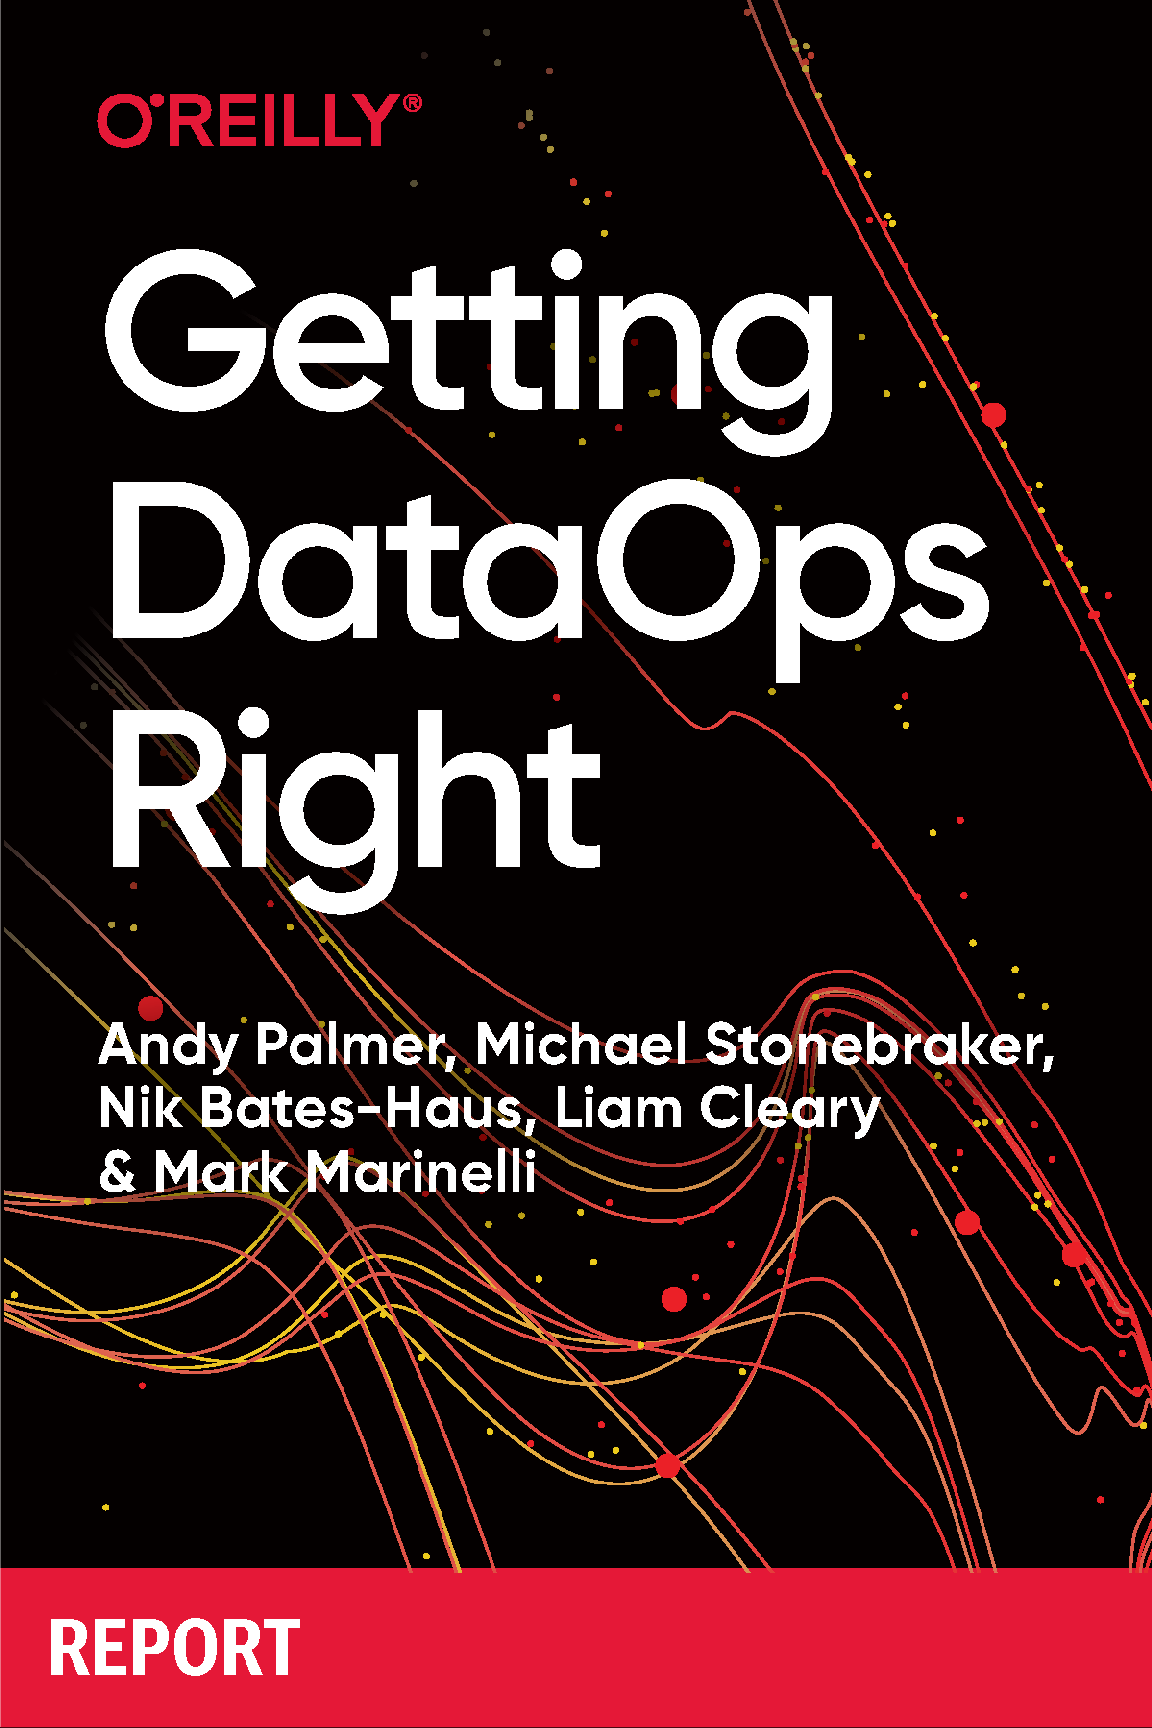 O'REILLY®
Getting
DataOps
Right
Andy Palmer, Michael Stonebraker,
Nik Bates-Haus, Liam Cleary
& Mark Marinelli
REPORT